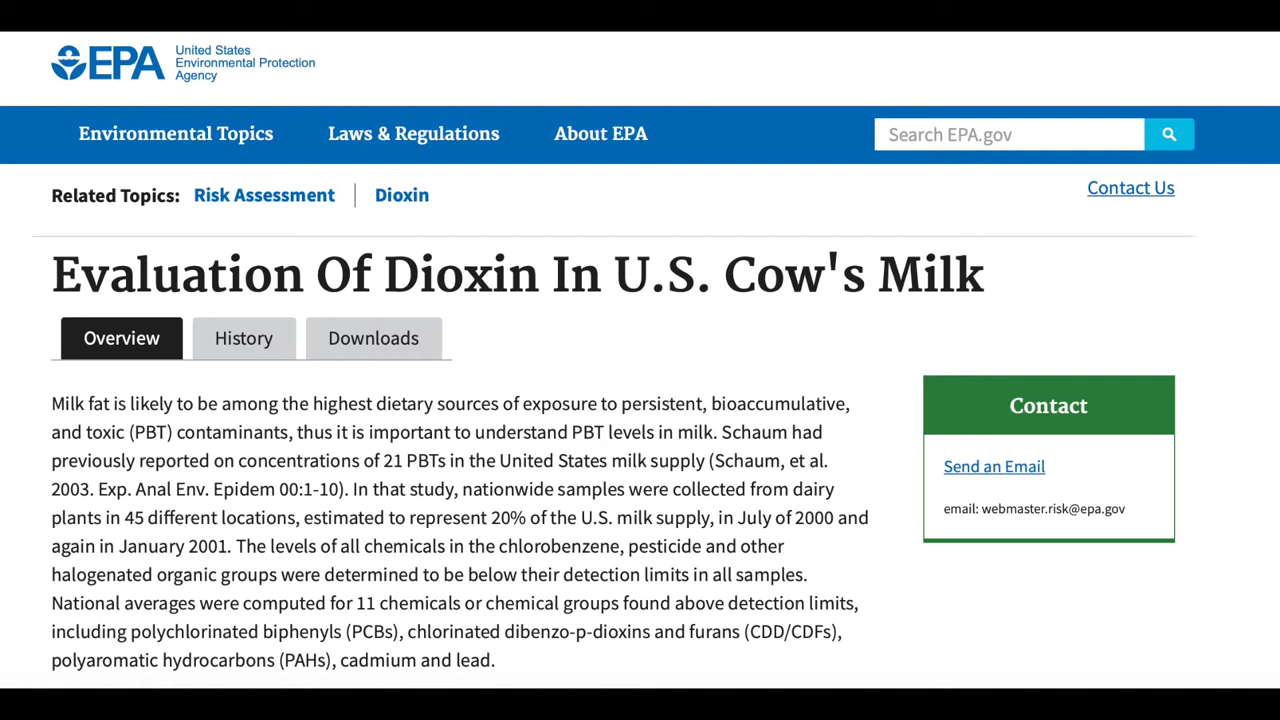 EPA
United States
Environmental Protection
Agency
Environmental Topics
Laws & Regulations
About EPA
Search EPA.gov
Related Topics: Risk Assessment
Dioxin
Contact Us
Evaluation Of Dioxin In U.S. Cow's Milk
Overview
History
Downloads
Milk fat is likely to be among the highest dietary sources of exposure to persistent, bioaccumulative,
and toxic (PBT) contaminants, thus it is important to understand PBT levels in milk. Schaum had
previously reported on concentrations of 21 PBTs in the United States milk supply (Schaum, et al.
2003. Exp. Anal Env. Epidem 00:1-10). In that study, nationwide samples were collected from dairy
plants in 45 different locations, estimated to represent 20% of the U.S. milk supply, in July of 2000 and
again in January 2001. The levels of all chemicals in the chlorobenzene, pesticide and other
halogenated organic groups were determined to be below their detection limits in all samples.
National averages were computed for 11 chemicals or chemical groups found above detection limits,
including polychlorinated biphenyls (PCBs), chlorinated dibenzo-p-dioxins and furans (CDD/CDFs),
polyaromatic hydrocarbons (PAHs), cadmium and lead.
Contact
Send an Email
email: webmaster.risk@epa.gov